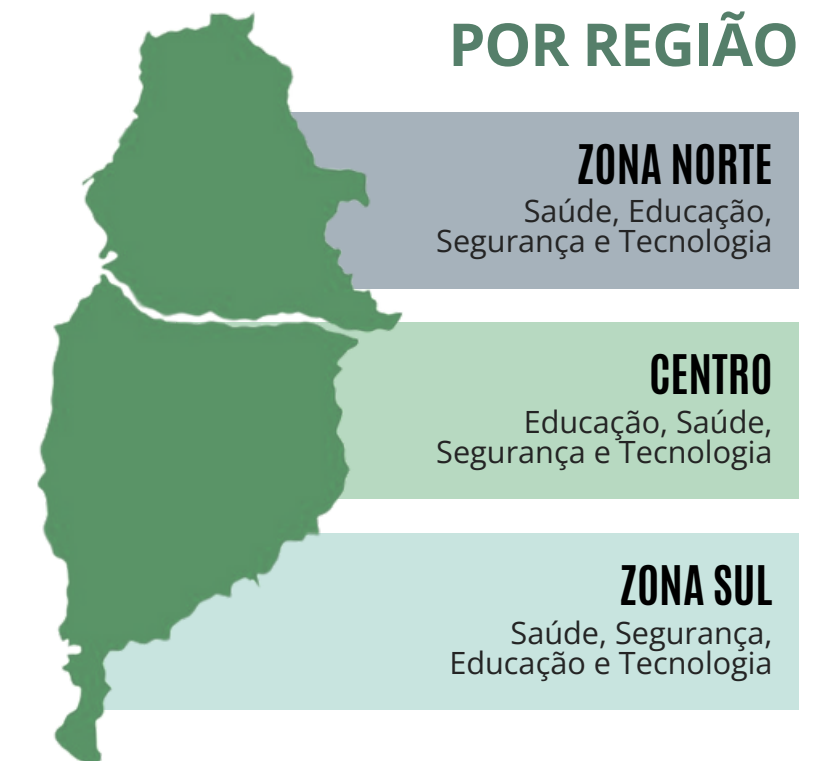 POR REGIÃO
ZONA NORTE
Saúde, Educação,
Segurança e Tecnologia
CENTRO
Educação, Saúde,
Segurança e Tecnologia
ZONA SUL
Saúde, Segurança,
Educação e Tecnologia